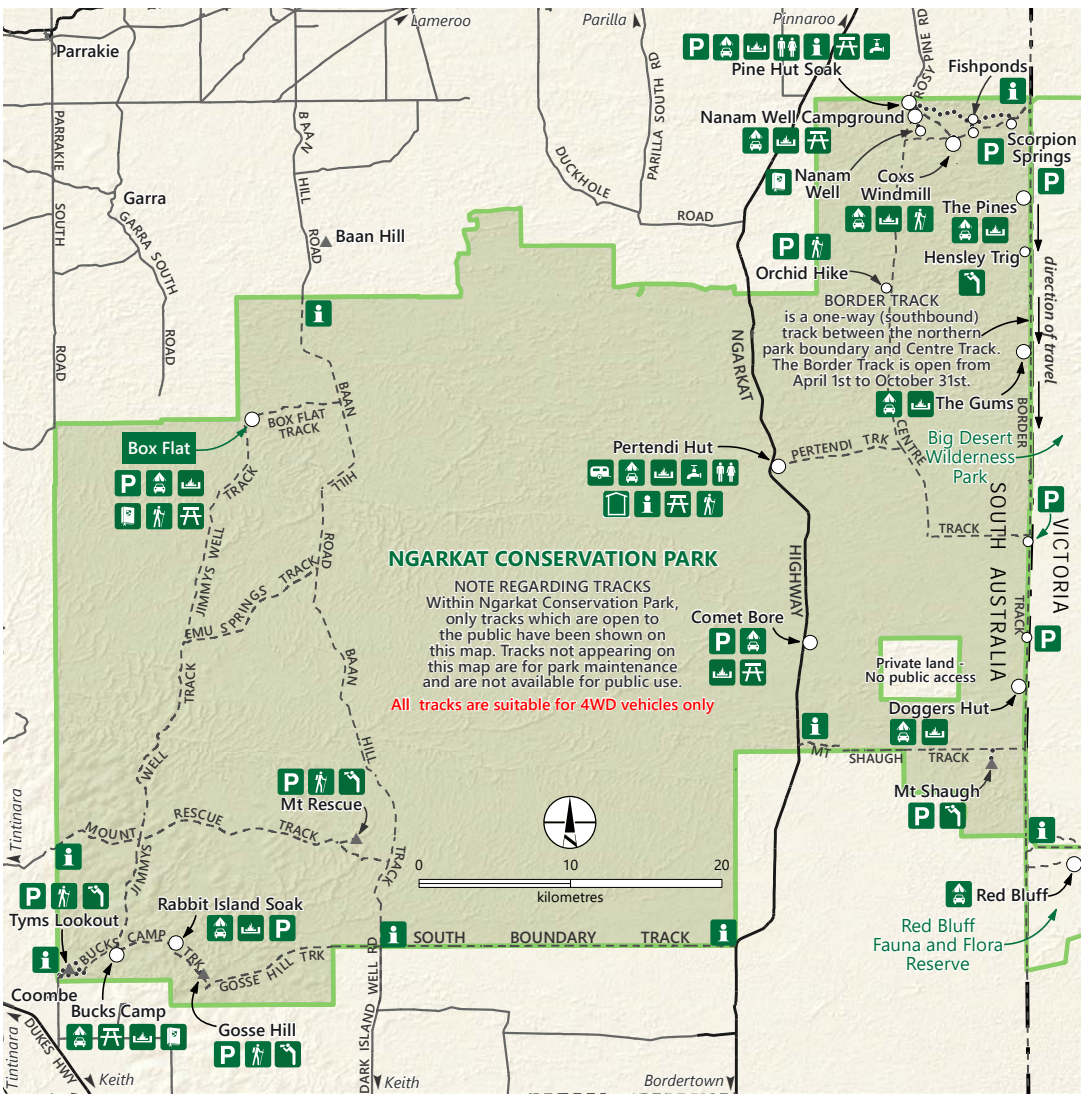 Lameroo
Parilla
Pinnaroo
Parrakie
P
i
Pine Hut Soak
ROSY PINE RD
Fishponds
i
PARRAKIE
SOUTH
ROAD
BAAN
HILL
ROAD
PARILLA SOUTH RD
DUCKHOLE
ROAD
Nanam Well Campground
Scorpion
Springs
P
P
Nanam
Well
Coxs
Windmill
The Pines
Garra
GARRA SOUTH
ROAD
Baan Hill
P
Orchid Hike
Hensley Trig
direction of travel
BORDER TRACK
is a one-way (southbound)
track between the northern
park boundary and Centre Track.
The Border Track is open from
April 1st to October 31st.
i
NGARKAT
HIGHWAY
The Gums
BORDER
TRACK
BAAN
HILL
ROAD
BOX FLAT
TRACK
Box Flat
P
TRACK
JIMMYS WELL
Pertendi Hut
i
PERTENDI TRK
CENTRE
TRACK
Big Desert
Wilderness
Park
P
SOUTH AUSTRALIA
VICTORIA
NGARKAT CONSERVATION PARK
NOTE REGARDING TRACKS
Within Ngarkat Conservation Park,
only tracks which are open to
the public have been shown on
this map. Tracks not appearing on
this map are for park maintenance
and are not available for public use.
All tracks are suitable for 4WD vehicles only
EMU SPRINGS TRACK
TRACK
WELL
JIMMYS
BAAN
HILL
TRACK
Comet Bore
P
P
Private land -
No public access
Doggers Hut
i
MT SHAUGH TRACK
Mt Shaugh
P
i
P
Mt Rescue
MOUNT RESCUE TRACK
Tintinara
i
0
10
20
kilometres
Red Bluff
Red Bluff
Fauna and Flora
Reserve
P
Tyms Lookout
Rabbit Island Soak
P
i
BUCKS CAMP
TRK
GOSSE HILL TRK
i
SOUTH BOUNDARY TRACK
i
Coombe
Bucks Camp
Gosse Hill
P
DARK ISLAND WELL RD
Tintinara
DUKES HWY
Keith
Keith
Bordertown